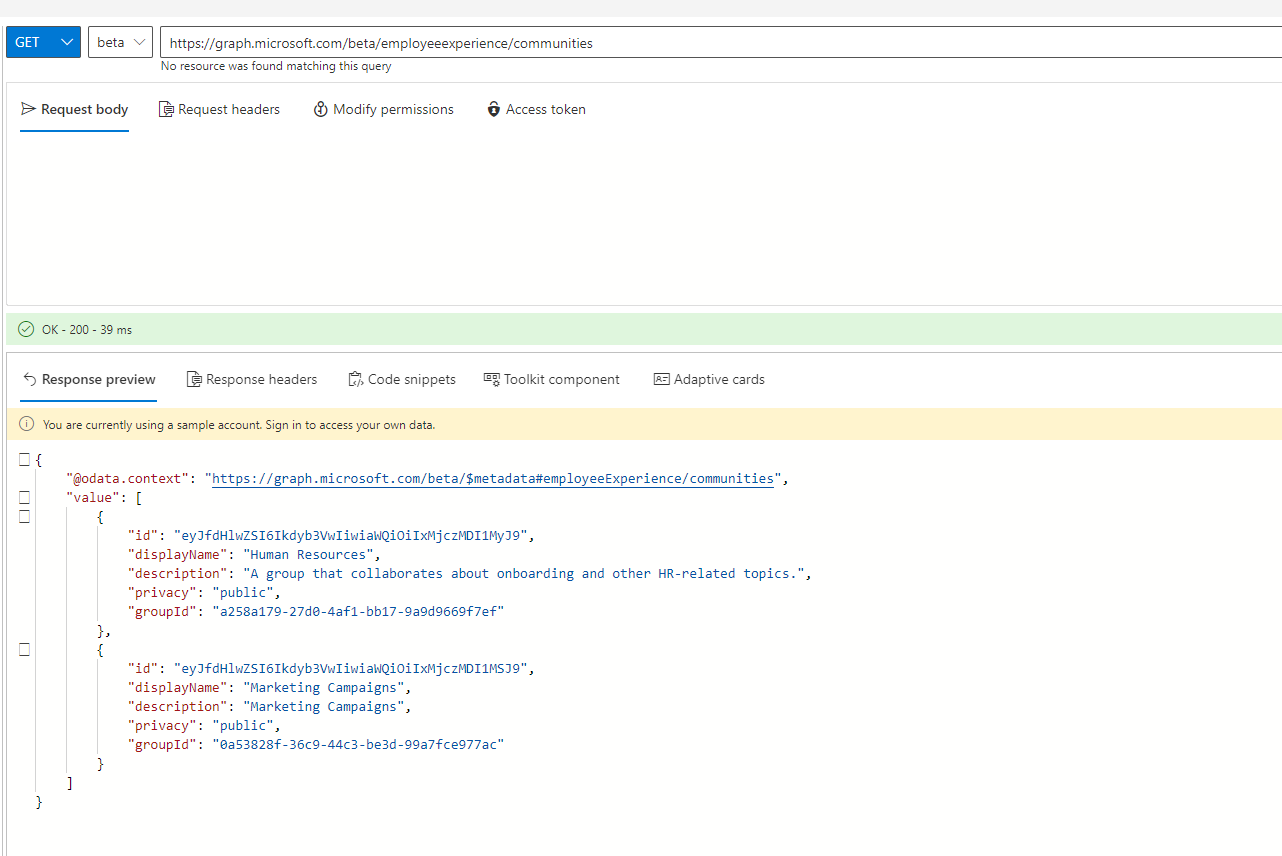 GET beta https://graph.microsoft.com/beta/employeeexperience/communities
No resource was found matching this query
Request body Request headers Modify permissions Access token
OK - 200 - 39 ms
Response preview Response headers Code snippets Toolkit component Adaptive cards
You are currently using a sample account. Sign in to access your own data.
{
"@odata.context": "https://graph.microsoft.com/beta/$metadata#employeeExperience/communities",
"value": [
{
"id": "eyJfdHlwZSI6Ikdyb3VwIiwiaWQiOiIxMjczMDI1MyJ9",
"displayName": "Human Resources",
"description": "A group that collaborates about onboarding and other HR-related topics.",
"privacy": "public",
"groupId": "a258a179-27d0-4af1-bb17-9a9d9669f7ef"
},
{
"id": "eyJfdHlwZSI6Ikdyb3VwIiwiaWQiOiIxMjczMDI1MSJ9",
"displayName": "Marketing Campaigns",
"description": "Marketing Campaigns",
"privacy": "public",
"groupId": "0a53828f-36c9-44c3-be3d-99a7fce977ac"
}
]
}